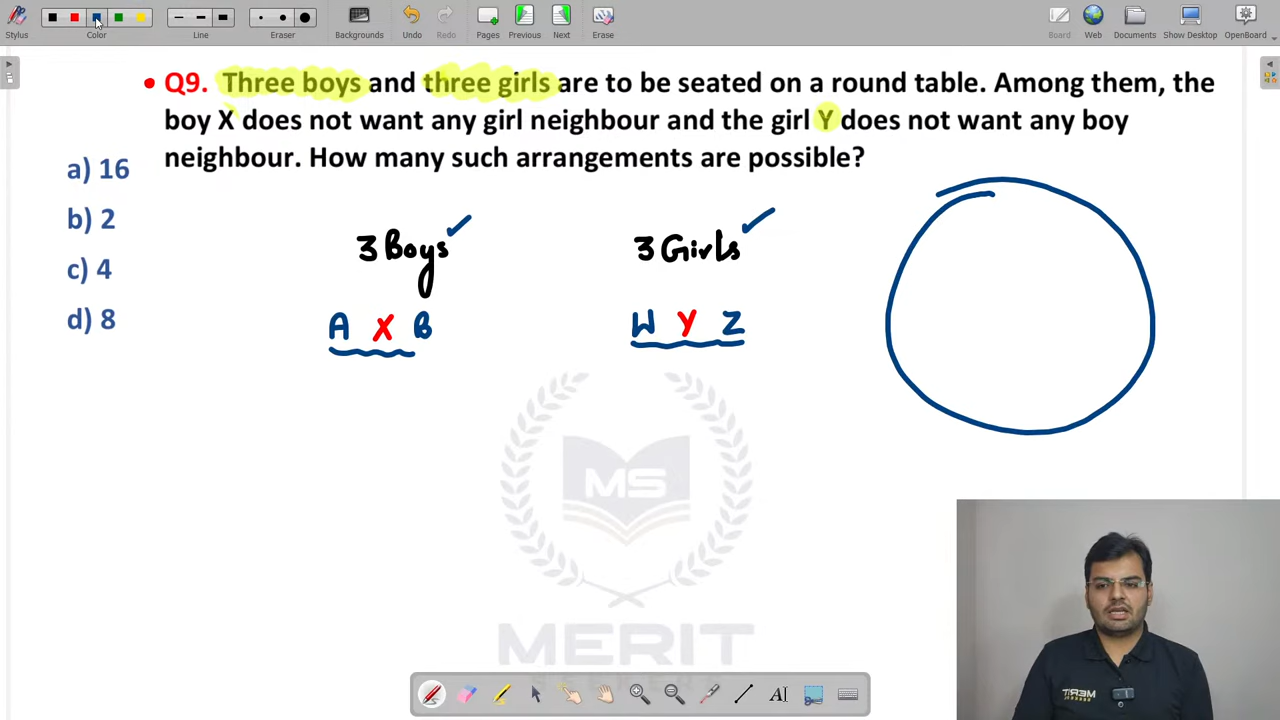 Stylus
Color
Line
Eraser
Backgrounds
Undo
Redo
Pages
Previous
Next
Erase
Board
Web
Documents
Show Desktop
OpenBoard
• Q9. Three boys and three girls are to be seated on a round table. Among them, the
boy X does not want any girl neighbour and the girl Y does not want any boy
neighbour. How many such arrangements are possible?
a) 16
b) 2
c) 4
d) 8
3 Boys
3 Girls
A X B
W Y Z
MS
MERIT
MERIT